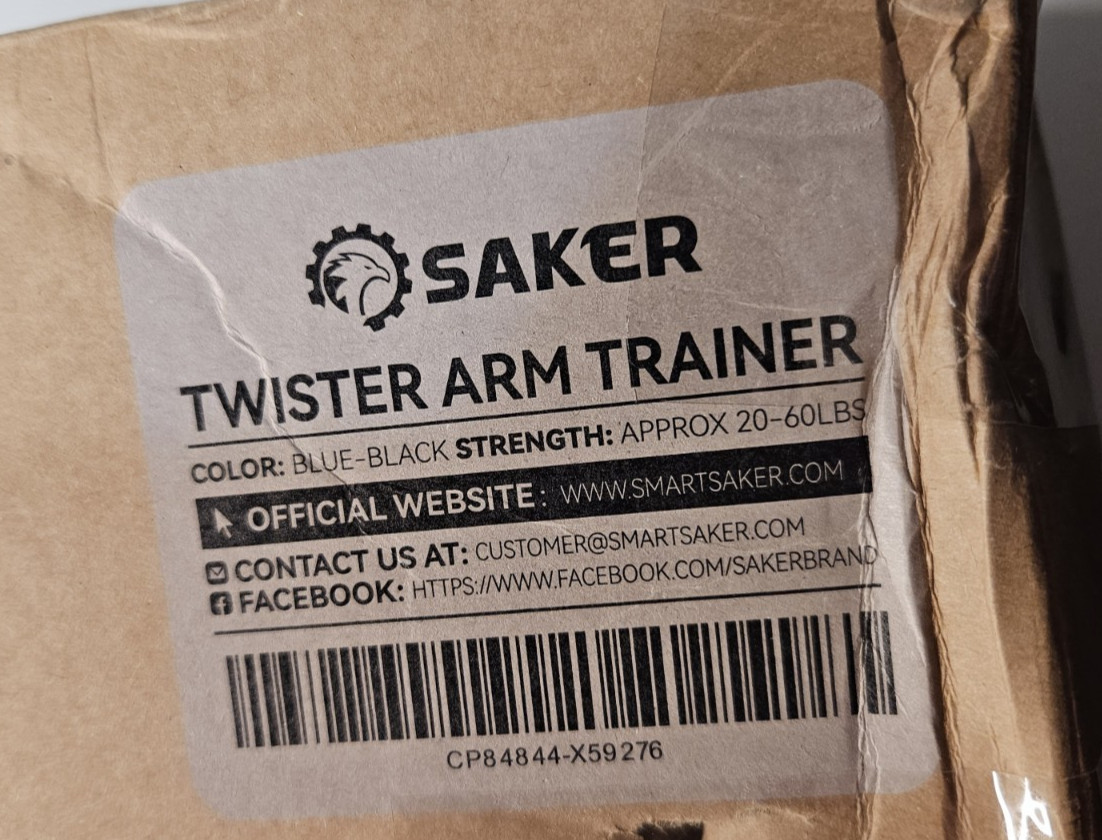 SAKER
TWISTER ARM TRAINER
COLOR: BLUE-BLACK STRENGTH: APPROX 20-60LBS
OFFICIAL WEBSITE: WWW.SMARTSAKER.COM
CONTACT US AT: CUSTOMER@SMARTSAKER.COM
FACEBOOK: HTTPS://WWW.FACEBOOK.COM/SAKERBRAND
CP84844-X59276